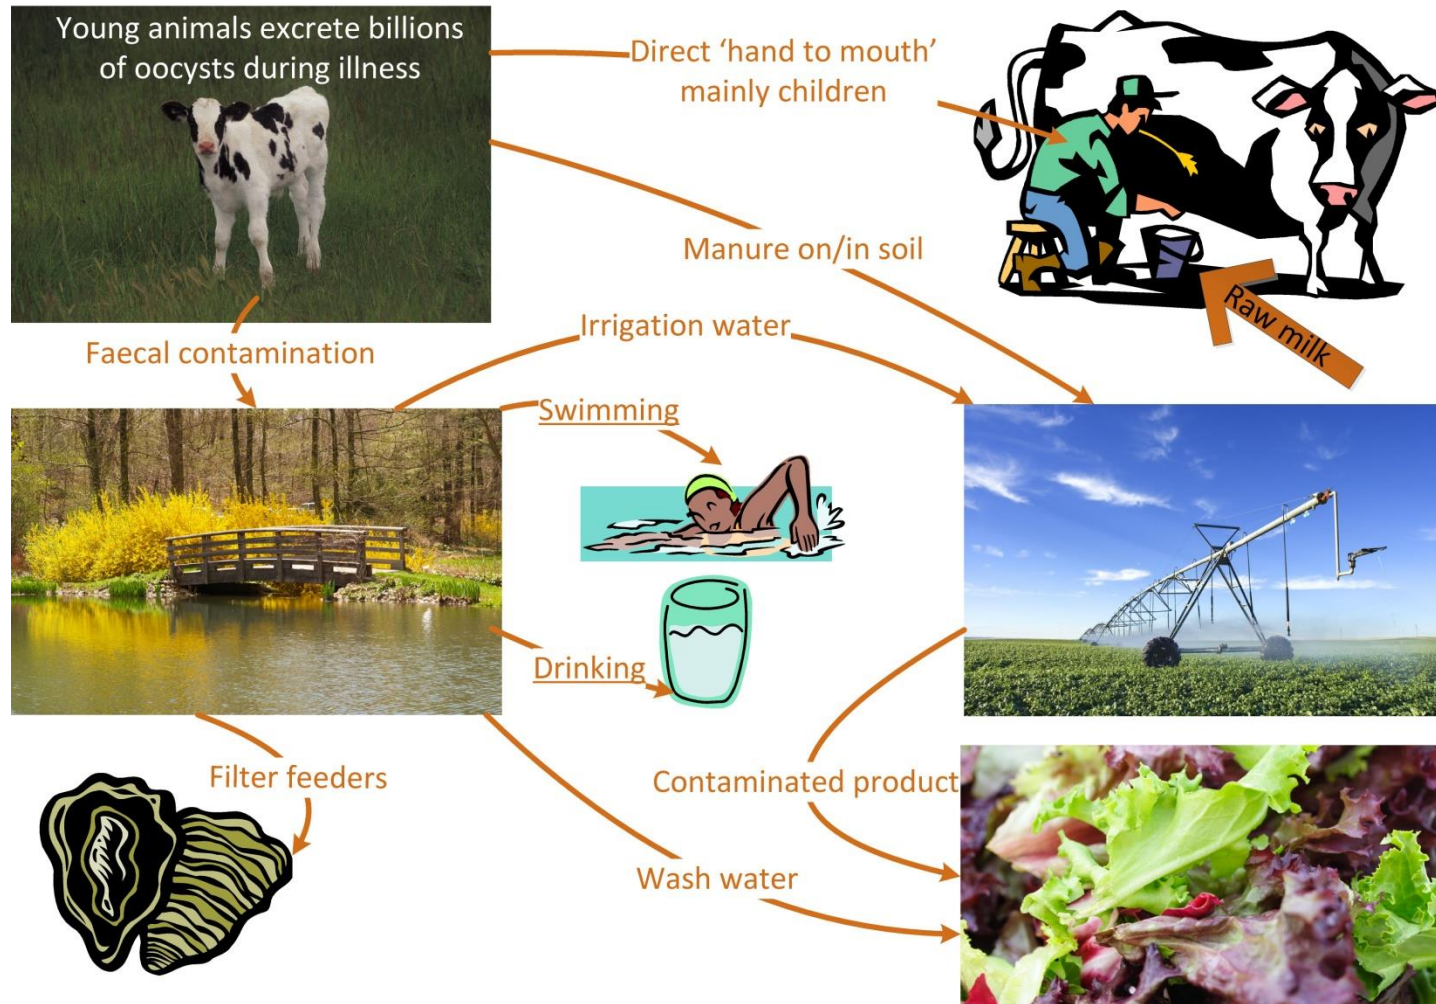 Young animals excrete billions
of oocysts during illness
Direct ‘hand to mouth’
mainly children
Manure on/in soil
Raw milk
Irrigation water
Faecal contamination
Swimming
Drinking
Filter feeders
Contaminated product
Wash water